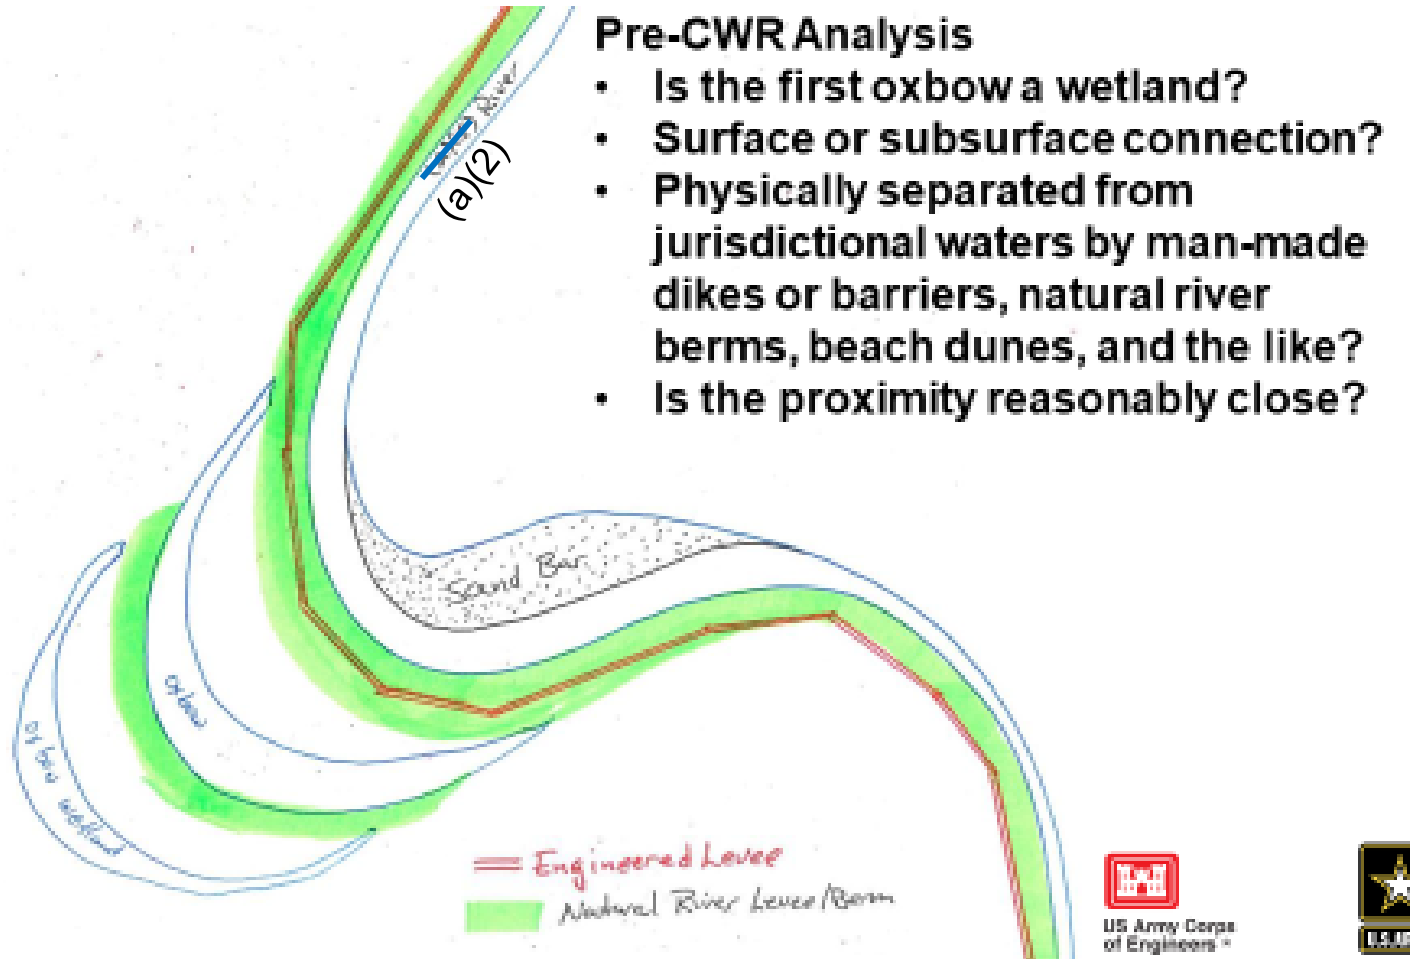 Pre-CWR Analysis
• Is the first oxbow a wetland?
• Surface or subsurface connection?
• Physically separated from
jurisdictional waters by man-made
dikes or barriers, natural river
berms, beach dunes, and the like?
• Is the proximity reasonably close?
River
(a)(2)
Sand Bar
oxbow
oxbow wetland
Engineered Levee
Natural River Levee/Berm
US Army Corps
of Engineers